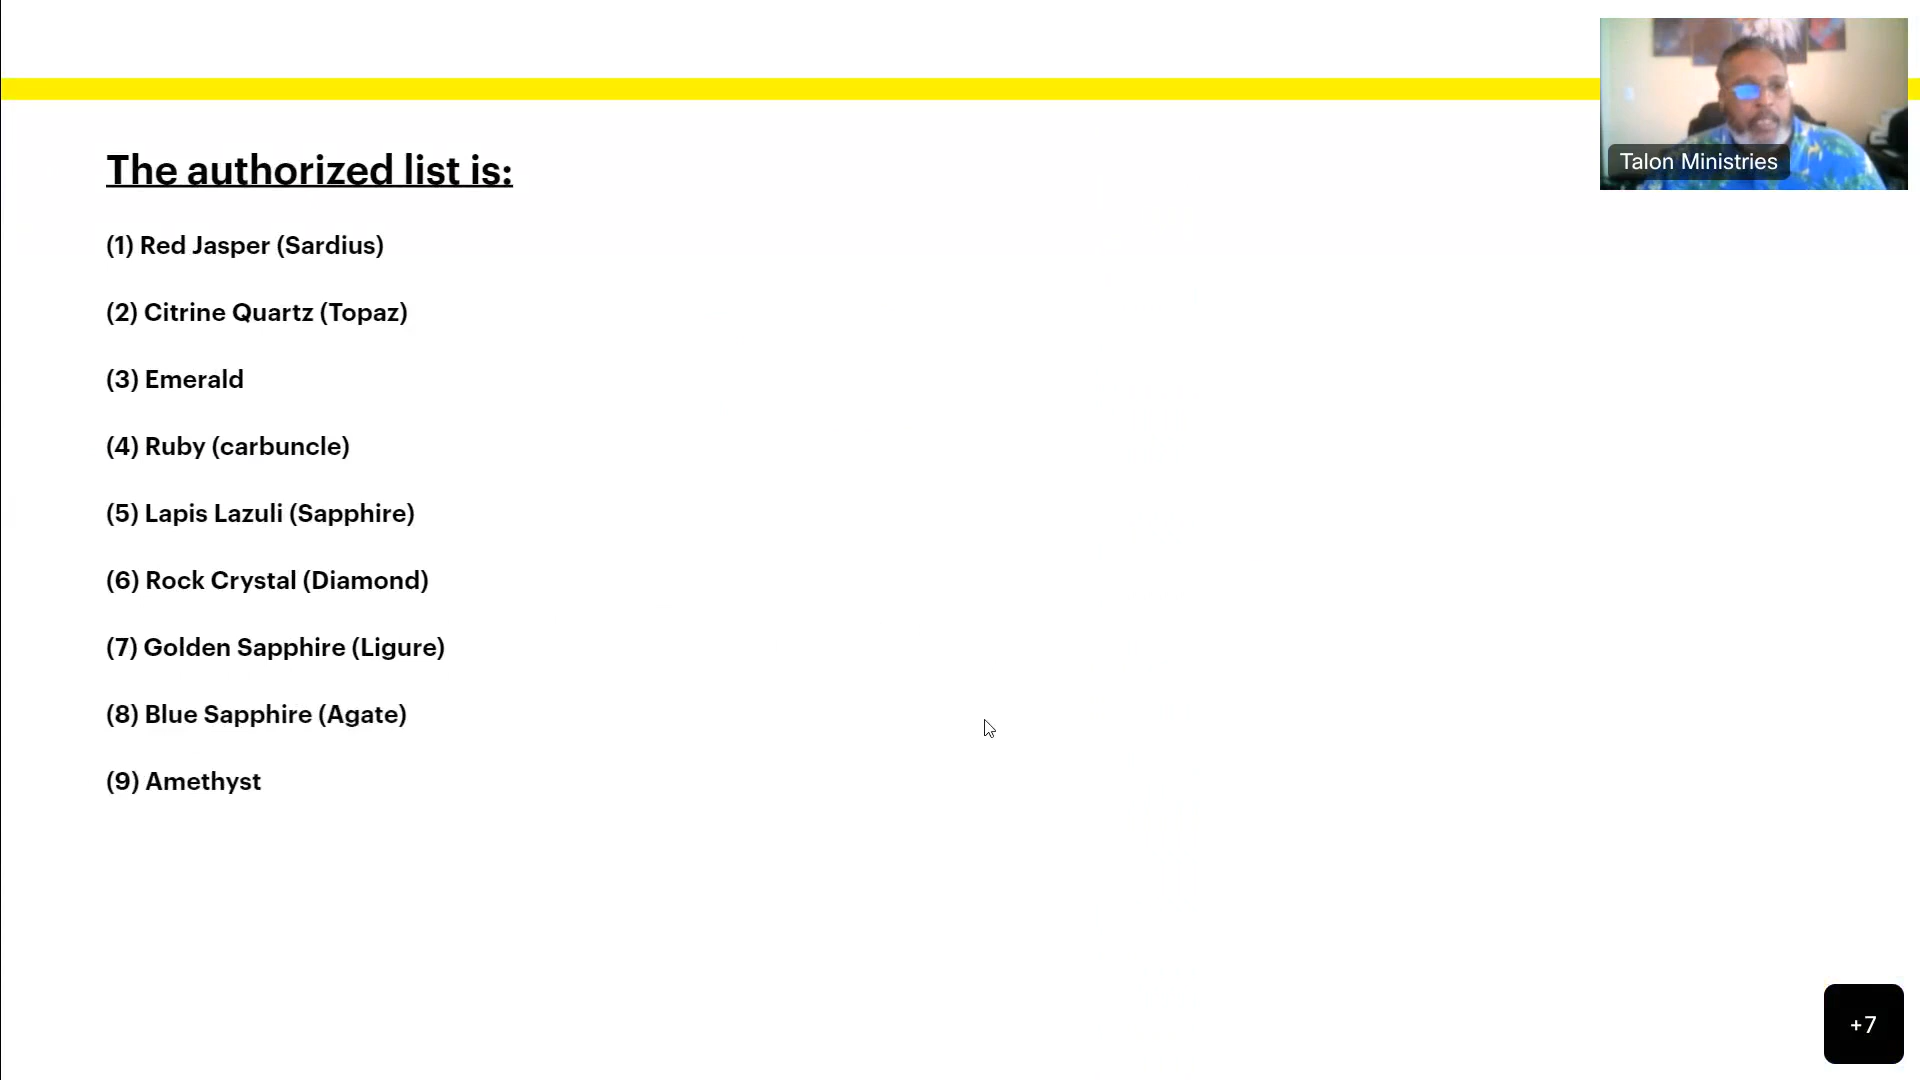 Talon Ministries
The authorized list is:
(1) Red Jasper (Sardius)
(2) Citrine Quartz (Topaz)
(3) Emerald
(4) Ruby (carbuncle)
(5) Lapis Lazuli (Sapphire)
(6) Rock Crystal (Diamond)
(7) Golden Sapphire (Ligure)
(8) Blue Sapphire (Agate)
(9) Amethyst
+7